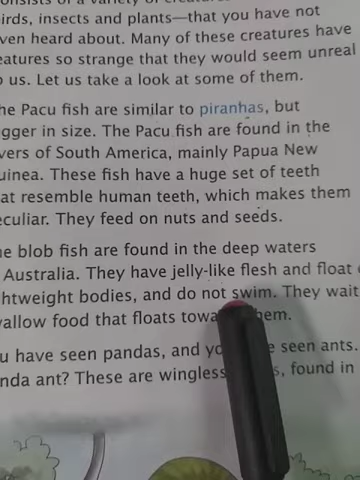 of a variety of
irds, insects and plants—that you have not
ven heard about. Many of these creatures have
eatures so strange that they would seem unreal
o us. Let us take a look at some of them.
he Pacu fish are similar to piranhas, but
gger in size. The Pacu fish are found in the
vers of South America, mainly Papua New
uinea. These fish have a huge set of teeth
at resemble human teeth, which makes them
eculiar. They feed on nuts and seeds.
e blob fish are found in the deep waters
Australia. They have jelly-like flesh and float
htweight bodies, and do not swim. They wait
vallow food that floats towa hem.
u have seen pandas, and yo e seen ants.
nda ant? These are wingless s, found in